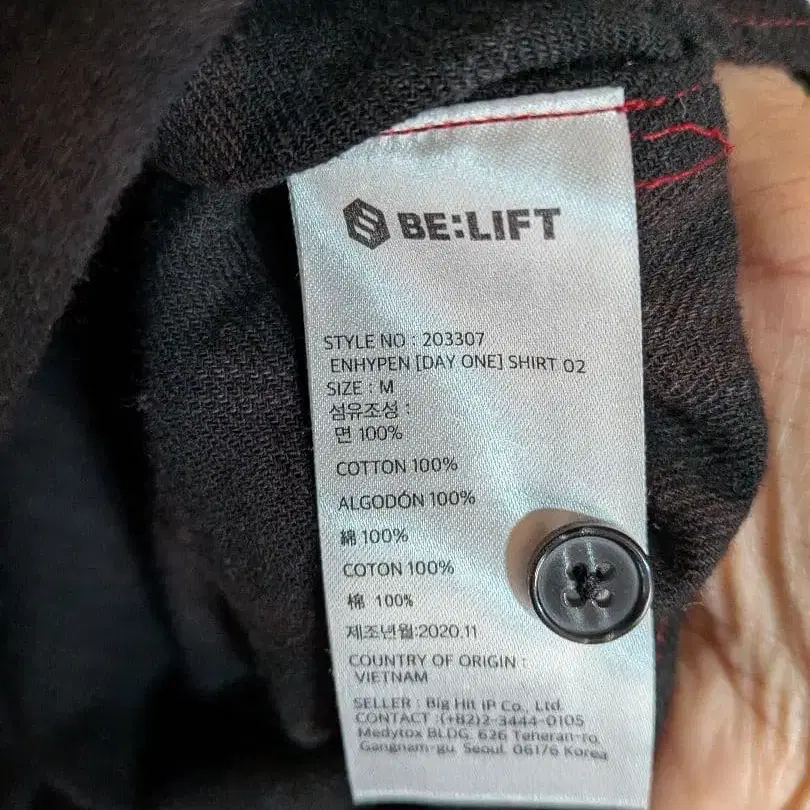 BE:LIFT
STYLE NO : 203307
ENHYPEN [DAY ONE] SHIRT 02
SIZE : M
섬유조성 :
면 100%
COTTON 100%
ALGODÓN 100%
綿 100%
COTON 100%
棉 100%
제조년월:2020.11
COUNTRY OF ORIGIN :
VIETNAM
SELLER : Big Hit IP Co., Ltd.
CONTACT :(+82)2-3444-0105
Medytox BLDG. 626 Teheran-ro,
Gangnam-gu, Seoul, 06176 Korea